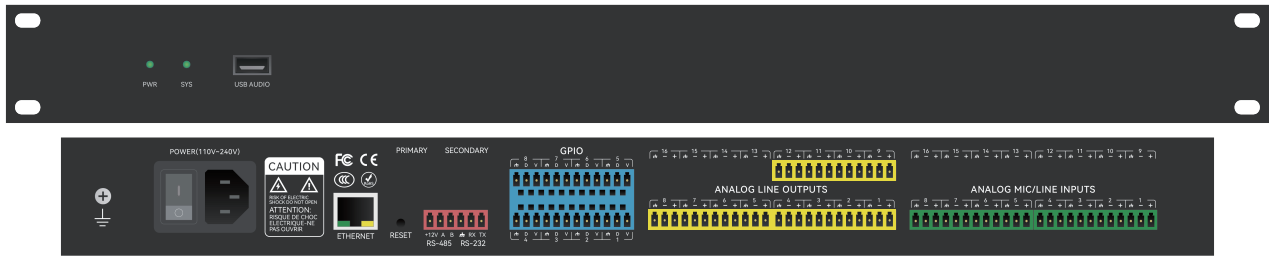 PWR SYS USB AUDIO
POWER(110V~240V)
CAUTION
RISK OF ELECTRIC
SHOCK DO NOT OPEN
ATTENTION:
RISQUE DE CHOC
ELECTRIQUE-NE
PAS OUVRIR
FC CE
CCC
PRIMARY SECONDARY
ETHERNET
RESET
+12V A B RX TX
RS-485 RS-232
GPIO
8 7 6 5
D V D V D V D V
D V D V D V D V
4 3 2 1
16 15 14 13 12 11 10 9
- + - + - + - + - + - + - + - +
ANALOG LINE OUTPUTS
8 7 6 5 4 3 2 1
- + - + - + - + - + - + - + - +
16 15 14 13 12 11 10 9
- + - + - + - + - + - + - + - +
ANALOG MIC/LINE INPUTS
8 7 6 5 4 3 2 1
- + - + - + - + - + - + - + - +